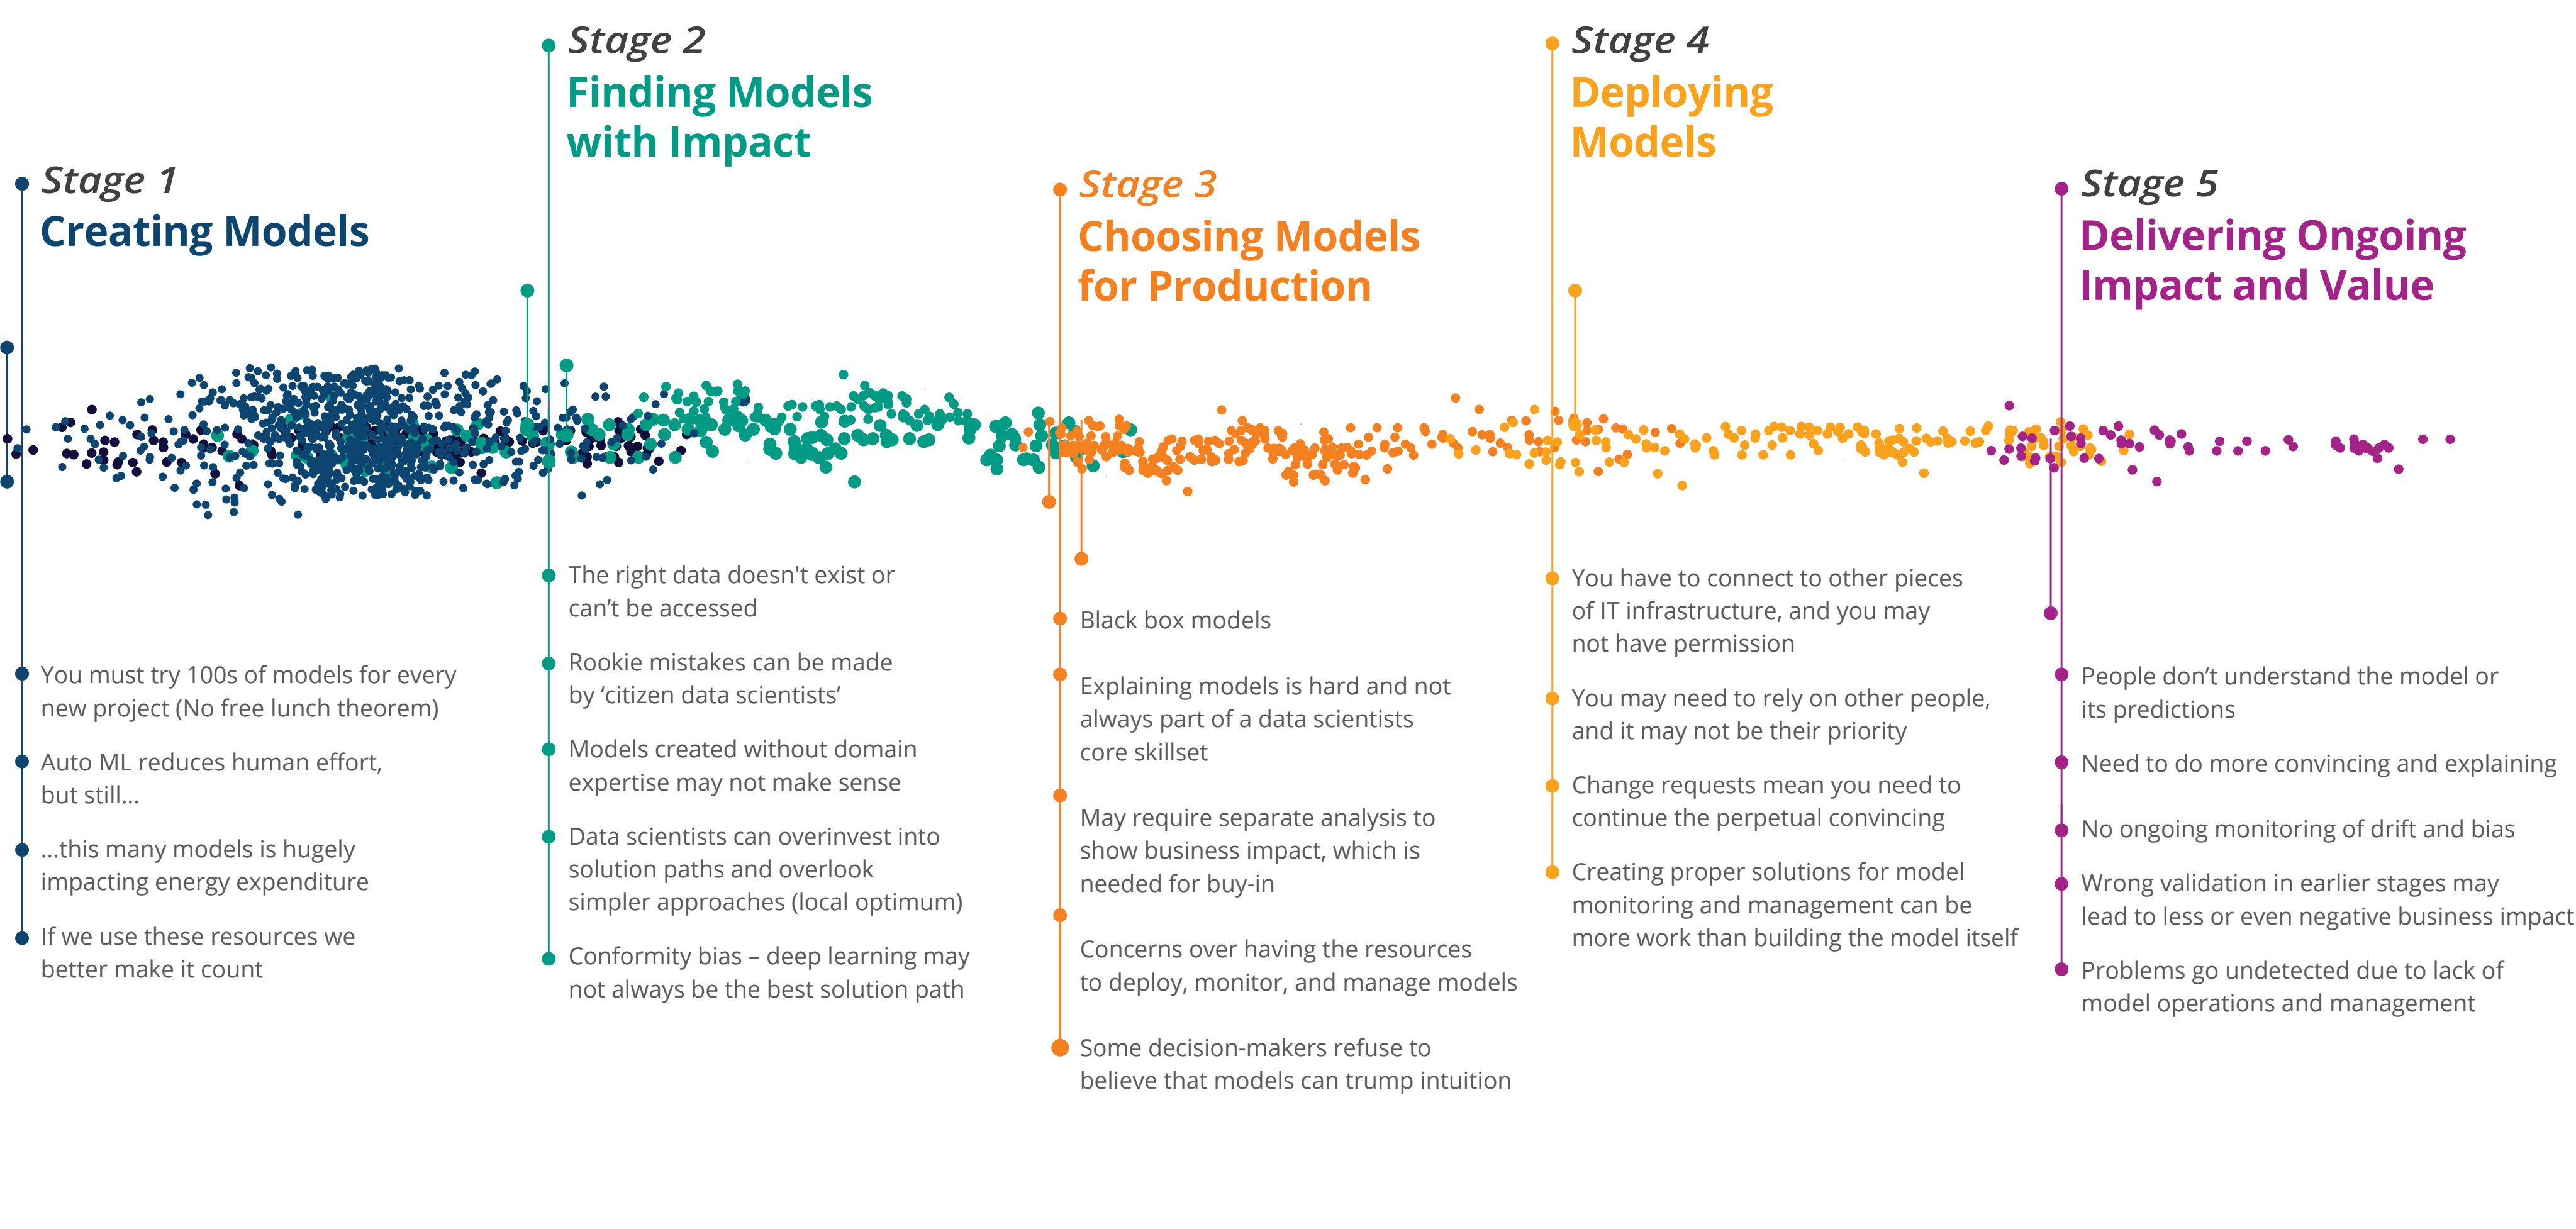 Stage 1
Creating Models
You must try 100s of models for every
new project (No free lunch theorem)
Auto ML reduces human effort,
but still...
...this many models is hugely
impacting energy expenditure
If we use these resources we
better make it count
Stage 2
Finding Models
with Impact
The right data doesn't exist or
can’t be accessed
Rookie mistakes can be made
by ‘citizen data scientists’
Models created without domain
expertise may not make sense
Data scientists can overinvest into
solution paths and overlook
simpler approaches (local optimum)
Conformity bias – deep learning may
not always be the best solution path
Stage 3
Choosing Models
for Production
Black box models
Explaining models is hard and not
always part of a data scientists
core skillset
May require separate analysis to
show business impact, which is
needed for buy-in
Concerns over having the resources
to deploy, monitor, and manage models
Some decision-makers refuse to
believe that models can trump intuition
Stage 4
Deploying
Models
You have to connect to other pieces
of IT infrastructure, and you may
not have permission
You may need to rely on other people,
and it may not be their priority
Change requests mean you need to
continue the perpetual convincing
Creating proper solutions for model
monitoring and management can be
more work than building the model itself
Stage 5
Delivering Ongoing
Impact and Value
People don’t understand the model or
its predictions
Need to do more convincing and explaining
No ongoing monitoring of drift and bias
Wrong validation in earlier stages may
lead to less or even negative business impact
Problems go undetected due to lack of
model operations and management